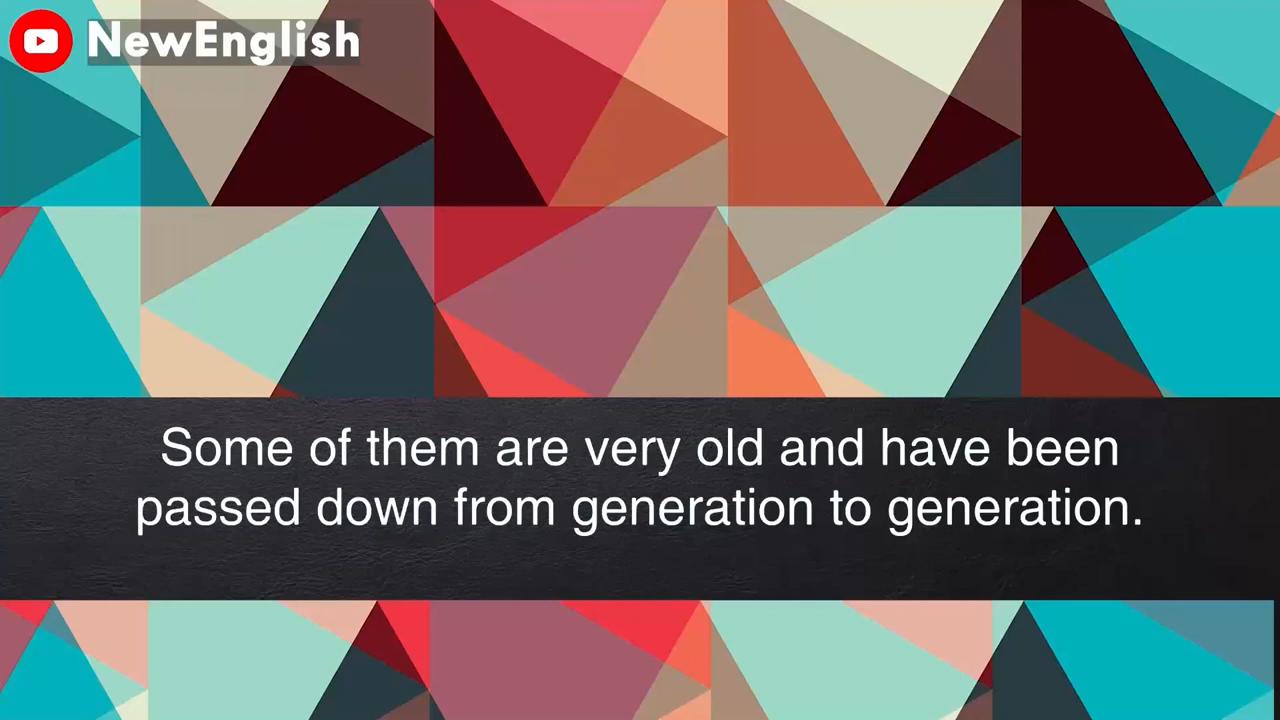 NewEnglish
Some of them are very old and have been
passed down from generation to generation.